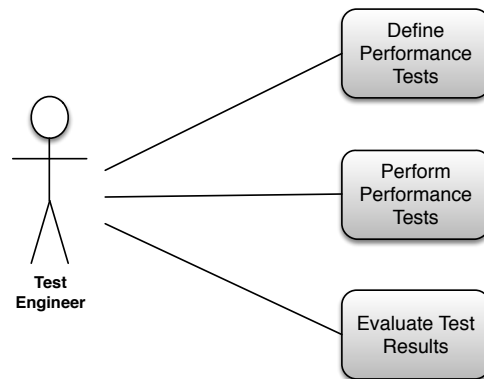 Define
Performance
Tests
Perform
Performance
Tests
Test
Engineer
Evaluate Test
Results